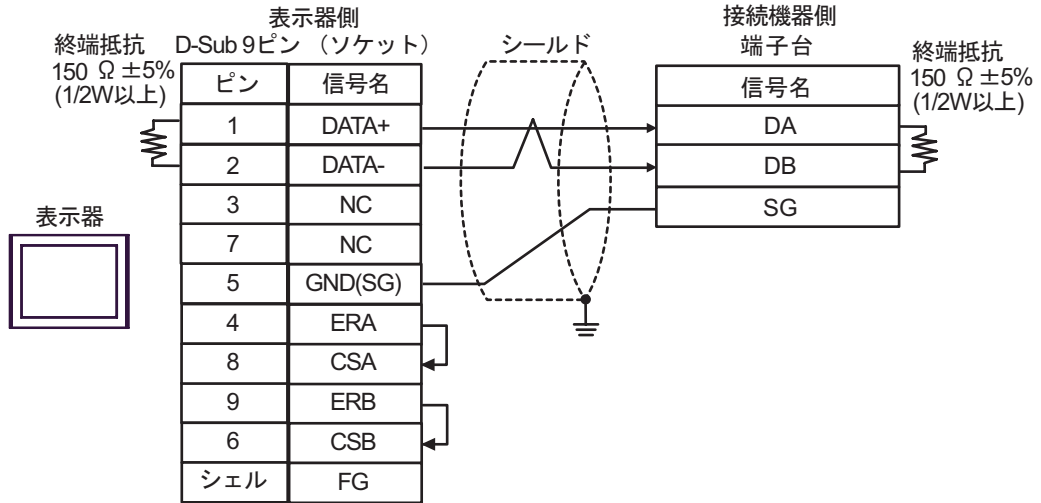 表示器側
D-Sub 9ピン （ソケット）
終端抵抗
150 Ω ±5%
(1/2W以上)
シールド
接続機器側
端子台
終端抵抗
150 Ω ±5%
(1/2W以上)
ピン 信号名
1 DATA+
2 DATA-
3 NC
7 NC
5 GND(SG)
4 ERA
8 CSA
9 ERB
6 CSB
シェル FG
信号名
DA
DB
SG
表示器